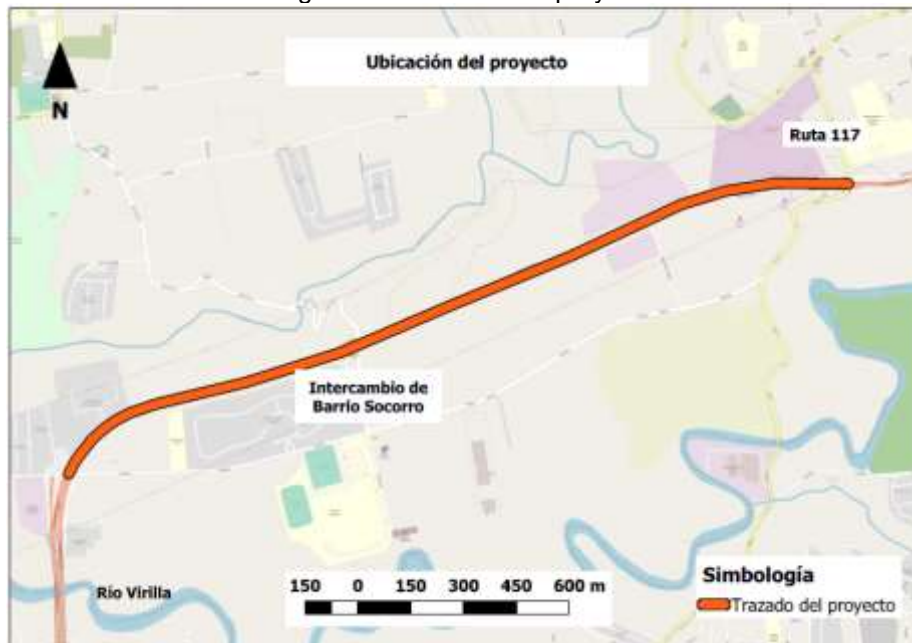 Ubicación del proyecto
N
Ruta 117
Intercambio de
Barrio Socorro
Río Virilla
150 0 150 300 450 600 m
Simbología
Trazado del proyecto